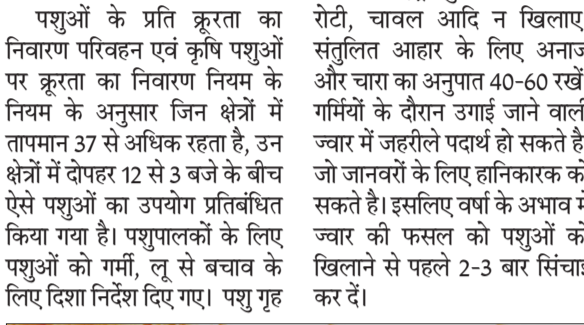 पशुओं के प्रति क्रूरता का
निवारण परिवहन एवं कृषि पशुओं
पर क्रूरता का निवारण नियम के
नियम के अनुसार जिन क्षेत्रों में
तापमान 37 से अधिक रहता है, उन
क्षेत्रों में दोपहर 12 से 3 बजे के बीच
ऐसे पशुओं का उपयोग प्रतिबंधित
किया गया है। पशुपालकों के लिए
पशुओं को गर्मी, लू से बचाव के
लिए दिशा निर्देश दिए गए। पशु गृह
रोटी, चावल आदि न खिलाए
संतुलित आहार के लिए अनाज
और चारा का अनुपात 40-60 रखें
गर्मियों के दौरान उगाई जाने वाल
ज्वार में जहरीले पदार्थ हो सकते है
जो जानवरों के लिए हानिकारक क
सकते है। इसलिए वर्षा के अभाव
ज्वार की फसल को पशुओं क
खिलाने से पहले 2-3 बार सिंचा
कर दें।